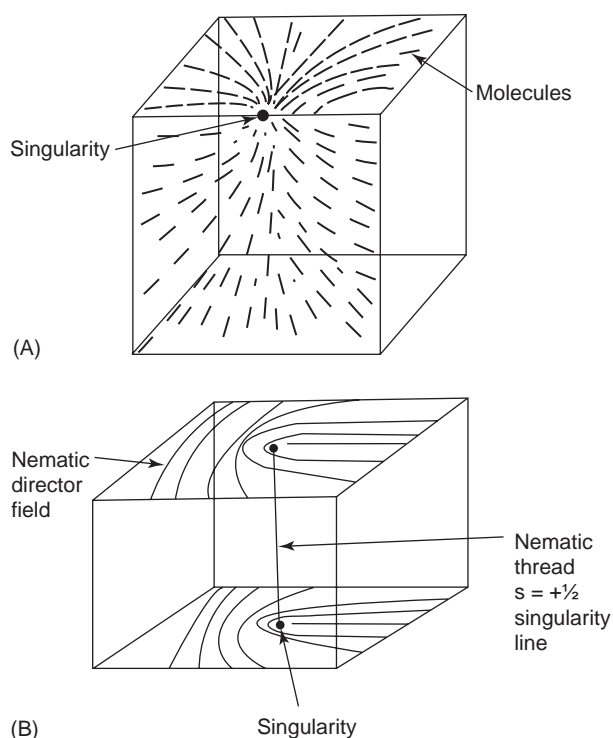 Molecules
Singularity
(A)
Nematic
director
field
Nematic
thread
s = +½
singularity
line
Singularity
(B)